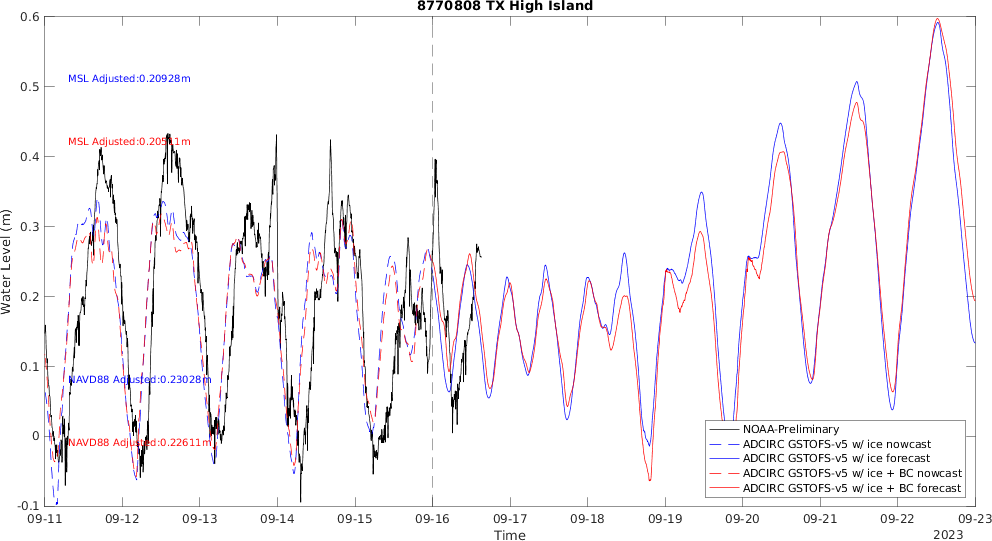 8770808 TX High Island
0.6
0.5
0.4
0.3
0.2
0.1
0
-0.1
Water Level (m)
MSL Adjusted:0.20928m
MSL Adjusted:0.20511m
NAVD88 Adjusted:0.23028m
NAVD88 Adjusted:0.22611m
NOAA-Preliminary
ADCIRC GSTOFS-v5 w/ ice nowcast
ADCIRC GSTOFS-v5 w/ ice forecast
ADCIRC GSTOFS-v5 w/ ice + BC nowcast
ADCIRC GSTOFS-v5 w/ ice + BC forecast
09-11 09-12 09-13 09-14 09-15 09-16 09-17 09-18 09-19 09-20 09-21 09-22 09-23
Time
2023